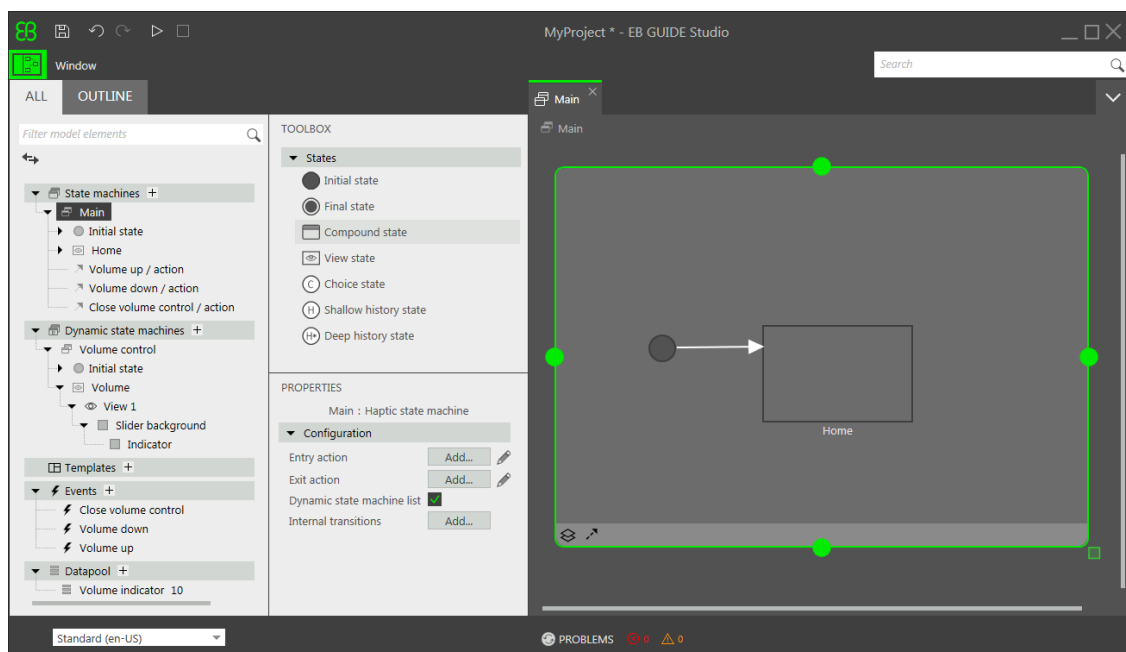 EB
MyProject * - EB GUIDE Studio
Window
Search
ALL
OUTLINE
Main
Filter model elements
State machines +
Main
Initial state
Home
Volume up / action
Volume down / action
Close volume control / action
Dynamic state machines +
Volume control
Initial state
Volume
View 1
Slider background
Indicator
Templates +
Events +
Close volume control
Volume down
Volume up
Datapool +
Volume indicator 10
TOOLBOX
States
Initial state
Final state
Compound state
View state
C Choice state
H Shallow history state
H* Deep history state
PROPERTIES
Main : Haptic state machine
Configuration
Entry action Add...
Exit action Add...
Dynamic state machine list
Internal transitions Add...
Main
Home
Standard (en-US)
PROBLEMS 0 0